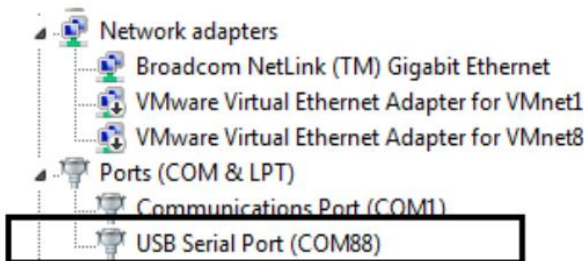 Network adapters
Broadcom NetLink (TM) Gigabit Ethernet
VMware Virtual Ethernet Adapter for VMnet1
VMware Virtual Ethernet Adapter for VMnet8
Ports (COM & LPT)
Communications Port (COM1)
USB Serial Port (COM88)